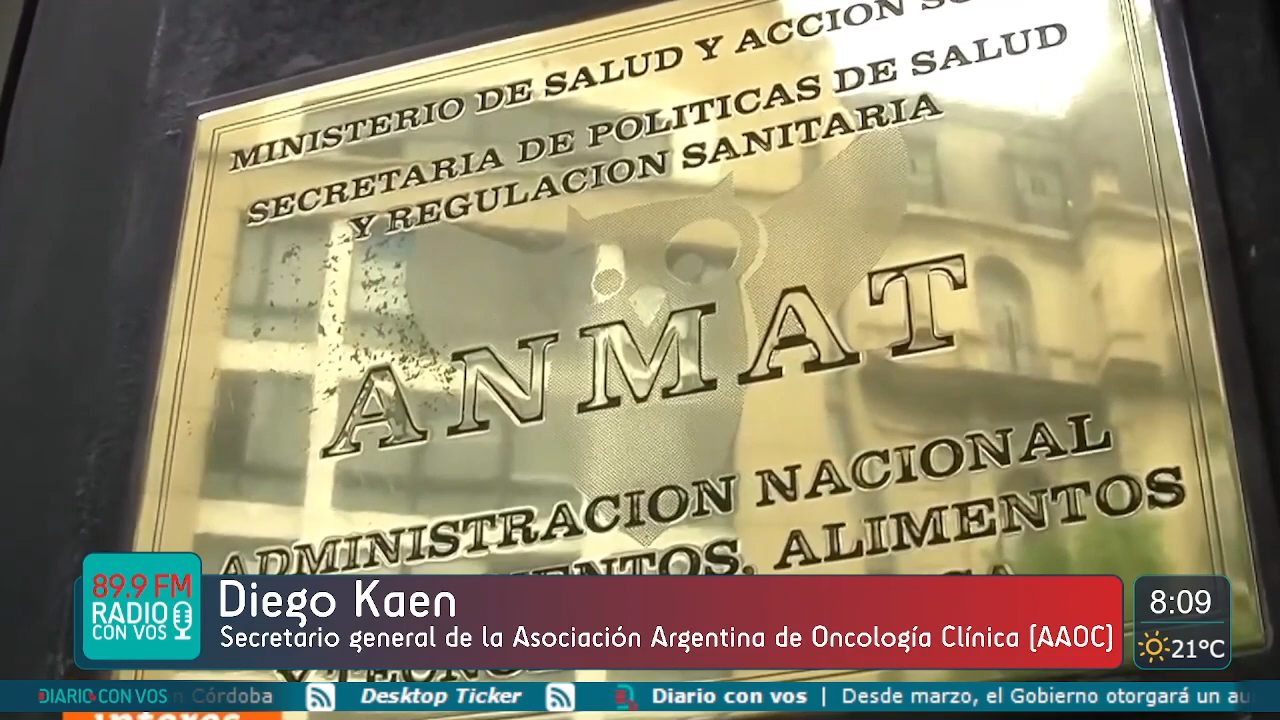 MINISTERIO DE SALUD Y ACCION
SECRETARIA DE POLITICAS DE SALUD
Y REGULACION SANITARIA
ANMAT
ADMINISTRACION NACIONAL
ALIMENTOS
89.9 FM
RADIO
CON VOS
Diego Kaen
Secretario general de la Asociación Argentina de Oncología Clínica (AAOC)
8:09
21°C
DIARIO CON VOS
Córdoba
Desktop Ticker
Diario con vos | Desde marzo, el Gobierno otorgará un